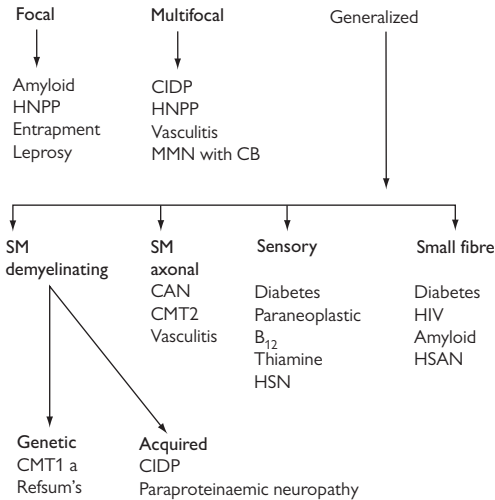 Focal
Amyloid
HNPP
Entrapment
Leprosy
Multifocal
CIDP
HNPP
Vasculitis
MMN with CB
Generalized
SM
demyelinating
SM
axonal
CAN
CMT2
Vasculitis
Sensory
Diabetes
Paraneoplastic
B₁₂
Thiamine
HSN
Small fibre
Diabetes
HIV
Amyloid
HSAN
Genetic
CMT1 a
Refsum's
Acquired
CIDP
Paraproteinaemic neuropathy